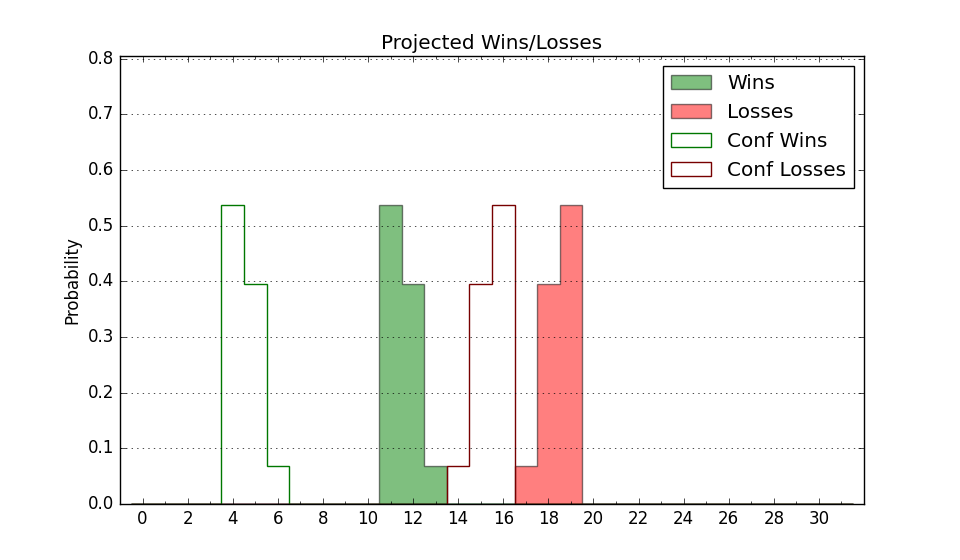 Projected Wins/Losses
0.8
0.7
0.6
0.5
0.4
0.3
0.2
0.1
0.0
Probability
Wins
Losses
Conf Wins
Conf Losses
0 2 4 6 8 10 12 14 16 18 20 22 24 26 28 30